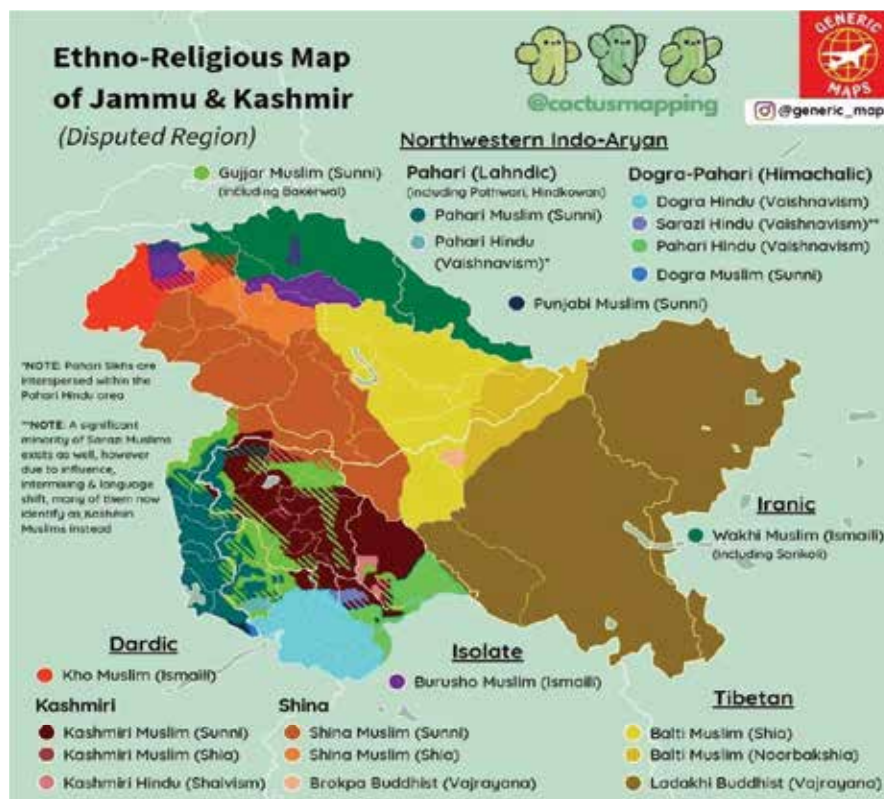 Ethno-Religious Map
of Jammu & Kashmir
(Disputed Region)
@cactusmapping
GENERIC
MAPS
@generic_map
Northwestern Indo-Aryan
Gujjar Muslim (Sunni)
(including Bakerwal)
Pahari (Lahndic)
(including Pothwari, Hindkowan)
Pahari Muslim (Sunni)
Pahari Hindu
(Vaishnavism)*
Dogra-Pahari (Himachalic)
Dogra Hindu (Vaishnavism)
Sarazi Hindu (Vaishnavism)**
Pahari Hindu (Vaishnavism)
Dogra Muslim (Sunni)
Punjabi Muslim (Sunni)
*NOTE: Pahari Sikhs are
interspersed within the
Pahari Hindu area
**NOTE: A significant
minority of Sarazi Muslims
exists as well, however
due to influence,
intermixing & language
shift, many of them now
identify as Kashmiri
Muslims instead
Iranic
Wakhi Muslim (Ismaili)
(including Sarikoli)
Dardic
Kho Muslim (Ismaili)
Kashmiri
Kashmiri Muslim (Sunni)
Kashmiri Muslim (Shia)
Kashmiri Hindu (Shaivism)
Shina
Shina Muslim (Sunni)
Shina Muslim (Shia)
Brokpa Buddhist (Vajrayana)
Isolate
Burusho Muslim (Ismaili)
Tibetan
Balti Muslim (Shia)
Balti Muslim (Noorbakshia)
Ladakhi Buddhist (Vajrayana)